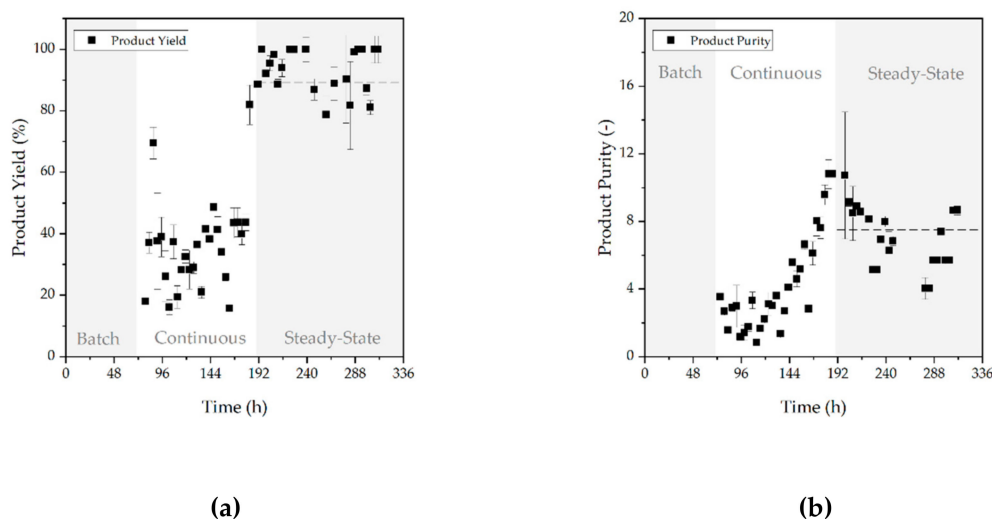 Product Yield
100
80
60
40
20
0
Product Yield (%)
Batch
Continuous
Steady-State
0 48 96 144 192 240 288 336
Time (h)
(a)
Product Purity
20
16
12
8
4
0
Product Purity (-)
Batch
Continuous
Steady-State
0 48 96 144 192 240 288 336
Time (h)
(b)